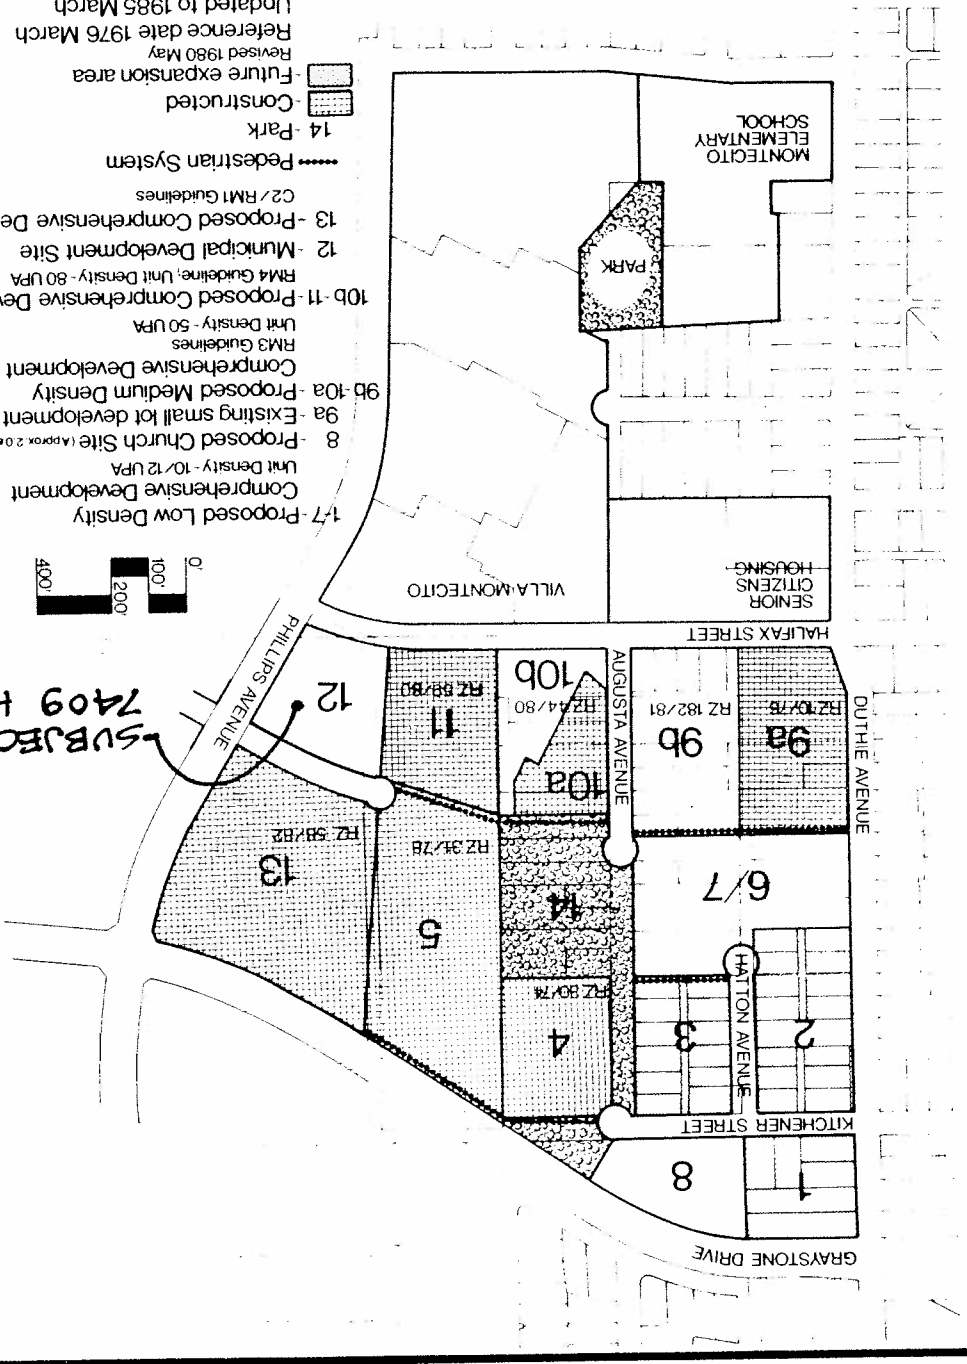 GRAYSTONE DRIVE
1
8
KITCHENER STREET
2
HATTON AVENUE
3
4
RZ 80/74
5
RZ 31/78
6/7
14
13
RZ 58/82
DUTHIE AVENUE
9a
RZ 10/76
9b
RZ 182/81
AUGUSTA AVENUE
10a
RZ 44/80
10b
11
RZ 59/80
12
PHILLIPS AVENUE
SUBJEC
7409 H
HALIFAX STREET
SENIOR
CITIZENS
HOUSING
VILLA MONTECITO
PARK
MONTECITO
ELEMENTARY
SCHOOL
0'
100'
200'
400'
1-7 - Proposed Low Density
Comprehensive Development
Unit Density - 10/12 UPA
8 - Proposed Church Site (Approx. 2.0
9a - Existing small lot development
9b-10a - Proposed Medium Density
Comprehensive Development
RM3 Guidelines
Unit Density - 50 UPA
10b-11 - Proposed Comprehensive Dev
RM4 Guideline; Unit Density - 80 UPA
12 - Municipal Development Site
13 - Proposed Comprehensive De
C2/RM1 Guidelines
Pedestrian System
14 - Park
- Constructed
- Future expansion area
Revised 1980 May
Reference date 1976 March
Updated to 1985 March